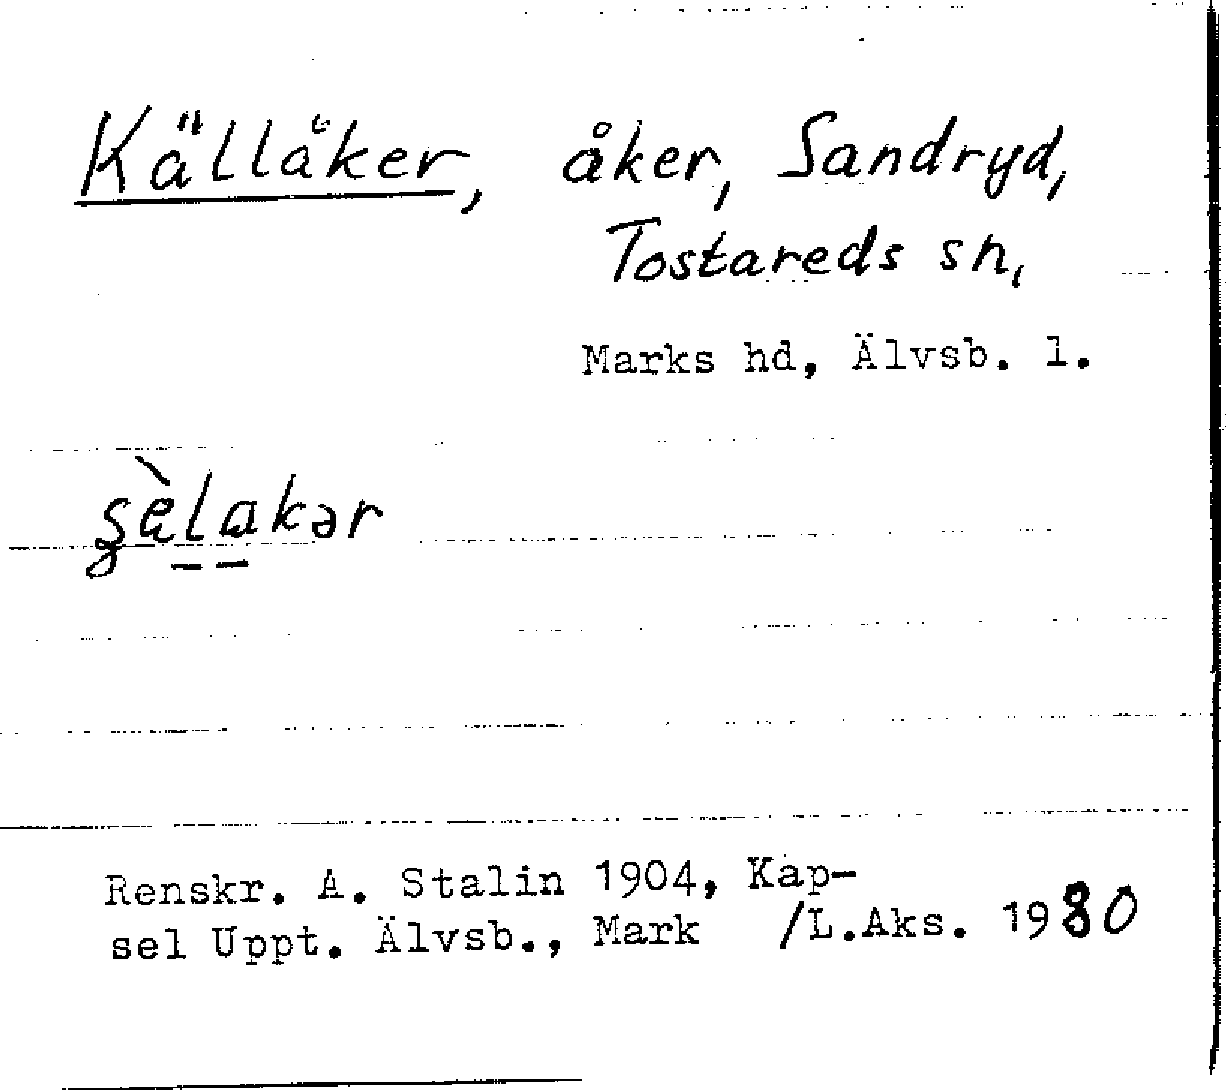 Källåker, åker, Sandryd,
Tostareds sn,
Marks hd, Älvsb. l.
şèlakər
Renskr. A. Stalin 1904, Kap-
sel Uppt. Älvsb., Mark /L.Aks. 1980